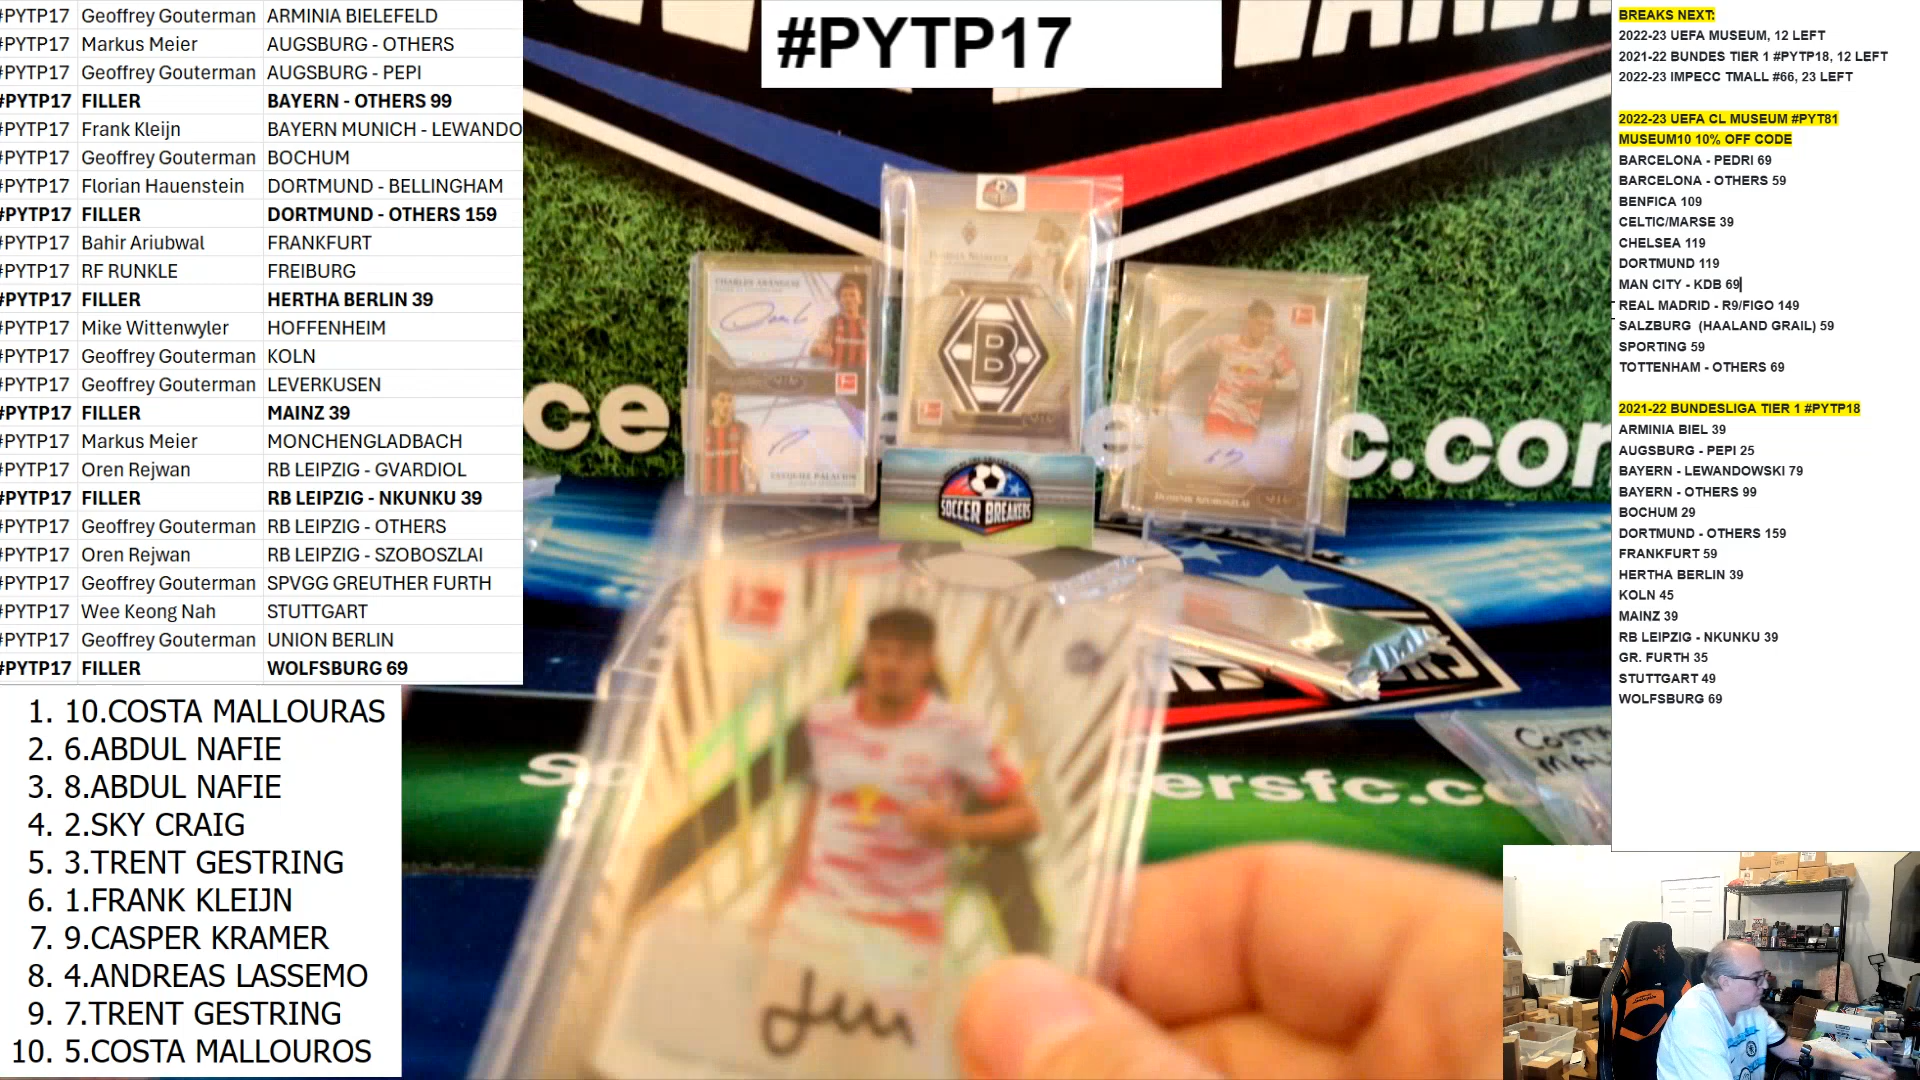 #PYTP17 Geoffrey Gouterman ARMINIA BIELEFELD
#PYTP17 Markus Meier AUGSBURG - OTHERS
#PYTP17 Geoffrey Gouterman AUGSBURG - PEPI
#PYTP17 FILLER BAYERN - OTHERS 99
#PYTP17 Frank Kleijn BAYERN MUNICH - LEWANDO
#PYTP17 Geoffrey Gouterman BOCHUM
#PYTP17 Florian Hauenstein DORTMUND - BELLINGHAM
#PYTP17 FILLER DORTMUND - OTHERS 159
#PYTP17 Bahir Ariubwal FRANKFURT
#PYTP17 RF RUNKLE FREIBURG
#PYTP17 FILLER HERTHA BERLIN 39
#PYTP17 Mike Wittenwyler HOFFENHEIM
#PYTP17 Geoffrey Gouterman KOLN
#PYTP17 Geoffrey Gouterman LEVERKUSEN
#PYTP17 FILLER MAINZ 39
#PYTP17 Markus Meier MONCHENGLADBACH
#PYTP17 Oren Rejwan RB LEIPZIG - GVARDIOL
#PYTP17 FILLER RB LEIPZIG - NKUNKU 39
#PYTP17 Geoffrey Gouterman RB LEIPZIG - OTHERS
#PYTP17 Oren Rejwan RB LEIPZIG - SZOBOSZLAI
#PYTP17 Geoffrey Gouterman SPVGG GREUTHER FURTH
#PYTP17 Wee Keong Nah STUTTGART
#PYTP17 Geoffrey Gouterman UNION BERLIN
#PYTP17 FILLER WOLFSBURG 69
1. 10.COSTA MALLOURAS
2. 6.ABDUL NAFIE
3. 8.ABDUL NAFIE
4. 2.SKY CRAIG
5. 3.TRENT GESTRING
6. 1.FRANK KLEIJN
7. 9.CASPER KRAMER
8. 4.ANDREAS LASSEMO
9. 7.TRENT GESTRING
10. 5.COSTA MALLOUROS
#PYTP17
B
SOCCER BREAKERS
c.cor
ersfc.c
COSTA
BREAKS NEXT:
2022-23 UEFA MUSEUM, 12 LEFT
2021-22 BUNDES TIER 1 #PYTP18, 12 LEFT
2022-23 IMPECC TMALL #66, 23 LEFT
2022-23 UEFA CL MUSEUM #PYT81
MUSEUM10 10% OFF CODE
BARCELONA - PEDRI 69
BARCELONA - OTHERS 59
BENFICA 109
CELTIC/MARSE 39
CHELSEA 119
DORTMUND 119
MAN CITY - KDB 69
REAL MADRID - R9/FIGO 149
SALZBURG (HAALAND GRAIL) 59
SPORTING 59
TOTTENHAM - OTHERS 69
2021-22 BUNDESLIGA TIER 1 #PYTP18
ARMINIA BIEL 39
AUGSBURG - PEPI 25
BAYERN - LEWANDOWSKI 79
BAYERN - OTHERS 99
BOCHUM 29
DORTMUND - OTHERS 159
FRANKFURT 59
HERTHA BERLIN 39
KOLN 45
MAINZ 39
RB LEIPZIG - NKUNKU 39
GR. FURTH 35
STUTTGART 49
WOLFSBURG 69